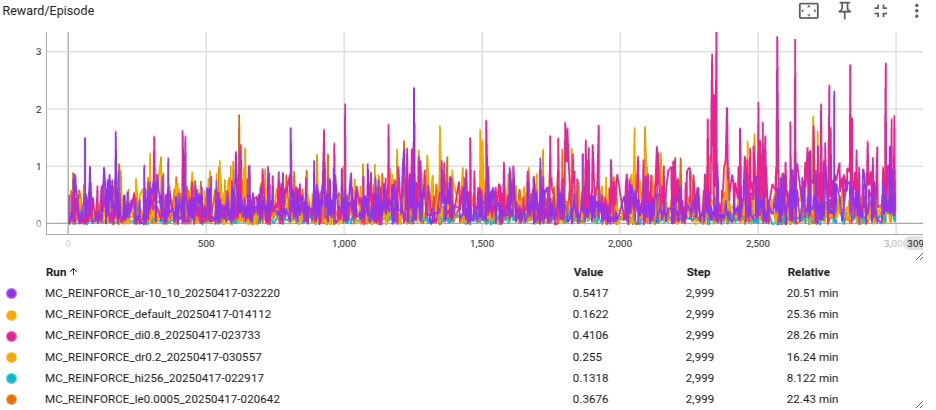 Reward/Episode
3
2
1
0
0 500 1,000 1,500 2,000 2,500 3,000 309
Run ↑ Value Step Relative
MC_REINFORCE_ar-10_10_20250417-032220 0.5417 2,999 20.51 min
MC_REINFORCE_default_20250417-014112 0.1622 2,999 25.36 min
MC_REINFORCE_di0.8_20250417-023733 0.4106 2,999 28.26 min
MC_REINFORCE_dr0.2_20250417-030557 0.255 2,999 16.24 min
MC_REINFORCE_hi256_20250417-022917 0.1318 2,999 8.122 min
MC_REINFORCE_le0.0005_20250417-020642 0.3676 2,999 22.43 min